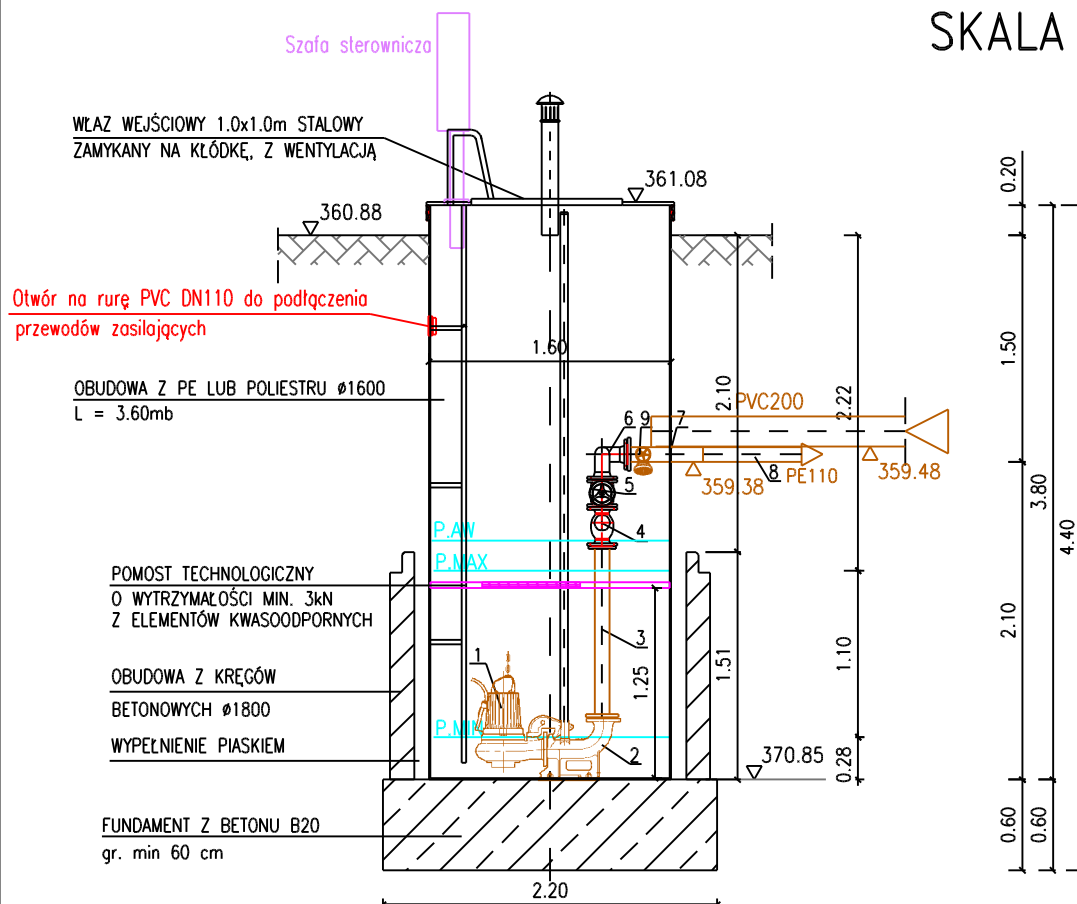 SKALA
Szafa sterownicza
WŁAZ WEJŚCIOWY 1.0x1.0m STALOWY
ZAMYKANY NA KŁÓDKĘ, Z WENTYLACJĄ
361.08
360.88
0.20
Otwór na rurę PVC DN110 do podłączenia
przewodów zasilających
1.60
OBUDOWA Z PE LUB POLIESTRU ø1600
L = 3.60mb
2.10
2.22
1.50
PVC200
6
9
7
8
PE110
359.38
359.48
5
4
3.80
4.40
P.AW
P.MAX
POMOST TECHNOLOGICZNY
O WYTRZYMAŁOŚCI MIN. 3kN
Z ELEMENTÓW KWASOODPORNYCH
3
1.25
1.51
1.10
2.10
1
OBUDOWA Z KRĘGÓW
BETONOWYCH ø1800
WYPEŁNIENIE PIASKIEM
P.MIN
2
370.85
0.28
FUNDAMENT Z BETONU B20
gr. min 60 cm
0.60
0.60
2.20